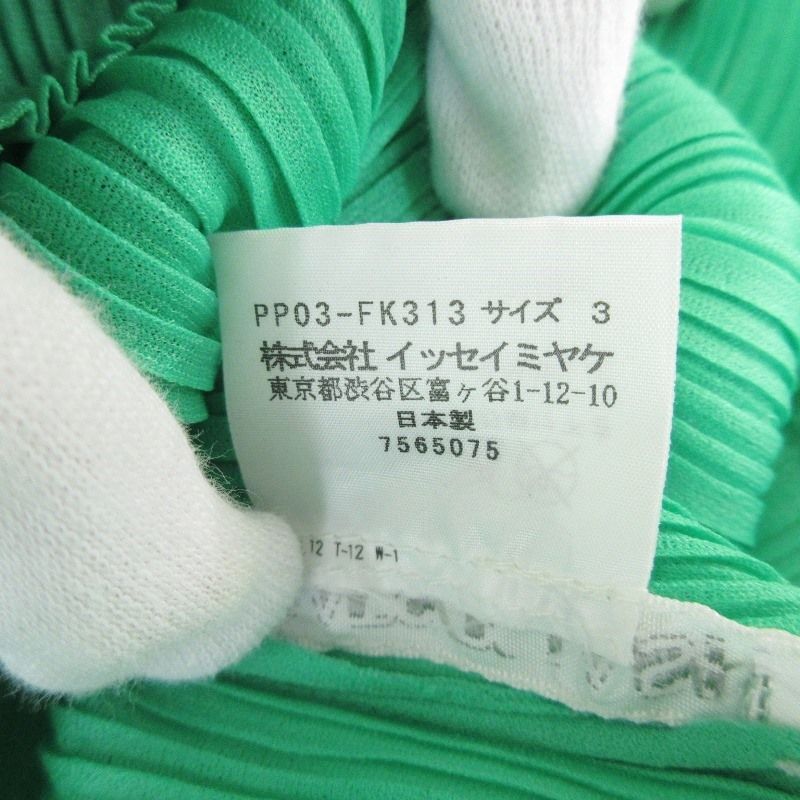 PP03-FK313 サイズ 3
株式会社 イッセイミヤケ
東京都渋谷区富ヶ谷1-12-10
日本製
7565075
12 T-12 W-1